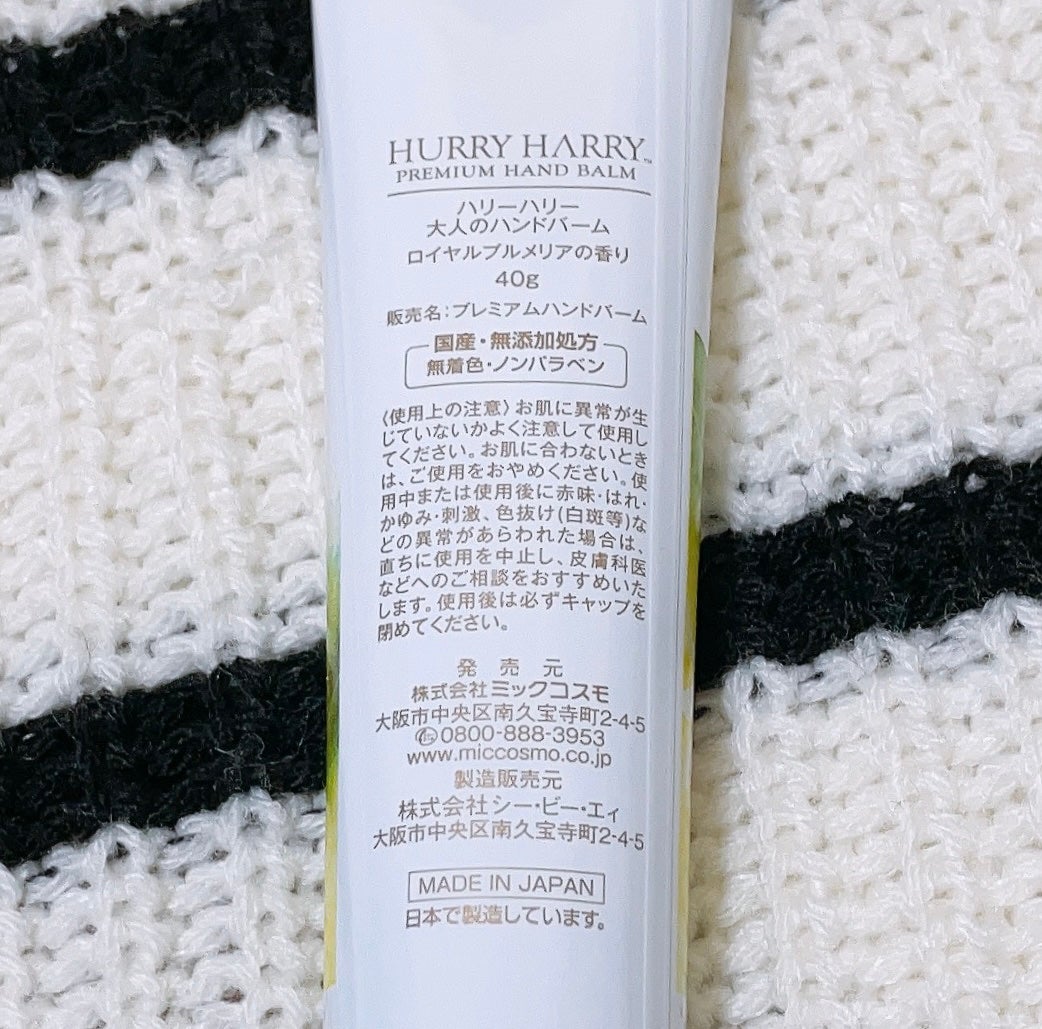 HURRY HARRY™
PREMIUM HAND BALM
ハリーハリー
大人のハンドバーム
ロイヤルブルメリアの香り
40g
販売名：プレミアムハンドバーム
国産・無添加処方
無着色・ノンパラベン
〈使用上の注意〉お肌に異常が生
じていないかよく注意して使用し
てください。お肌に合わないとき
は、ご使用をおやめください。使
用中または使用後に赤味・はれ・
かゆみ・刺激、色抜け(白斑等)な
どの異常があらわれた場合は、
直ちに使用を中止し、皮膚科医
などへのご相談をおすすめいた
します。使用後は必ずキャップを
閉めてください。
発売元
株式会社ミックコスモ
大阪市中央区南久宝寺町2-4-5
0800-888-3953
www.miccosmo.co.jp
製造販売元
株式会社シー・ビー・エィ
大阪市中央区南久宝寺町2-4-5
MADE IN JAPAN
日本で製造しています。